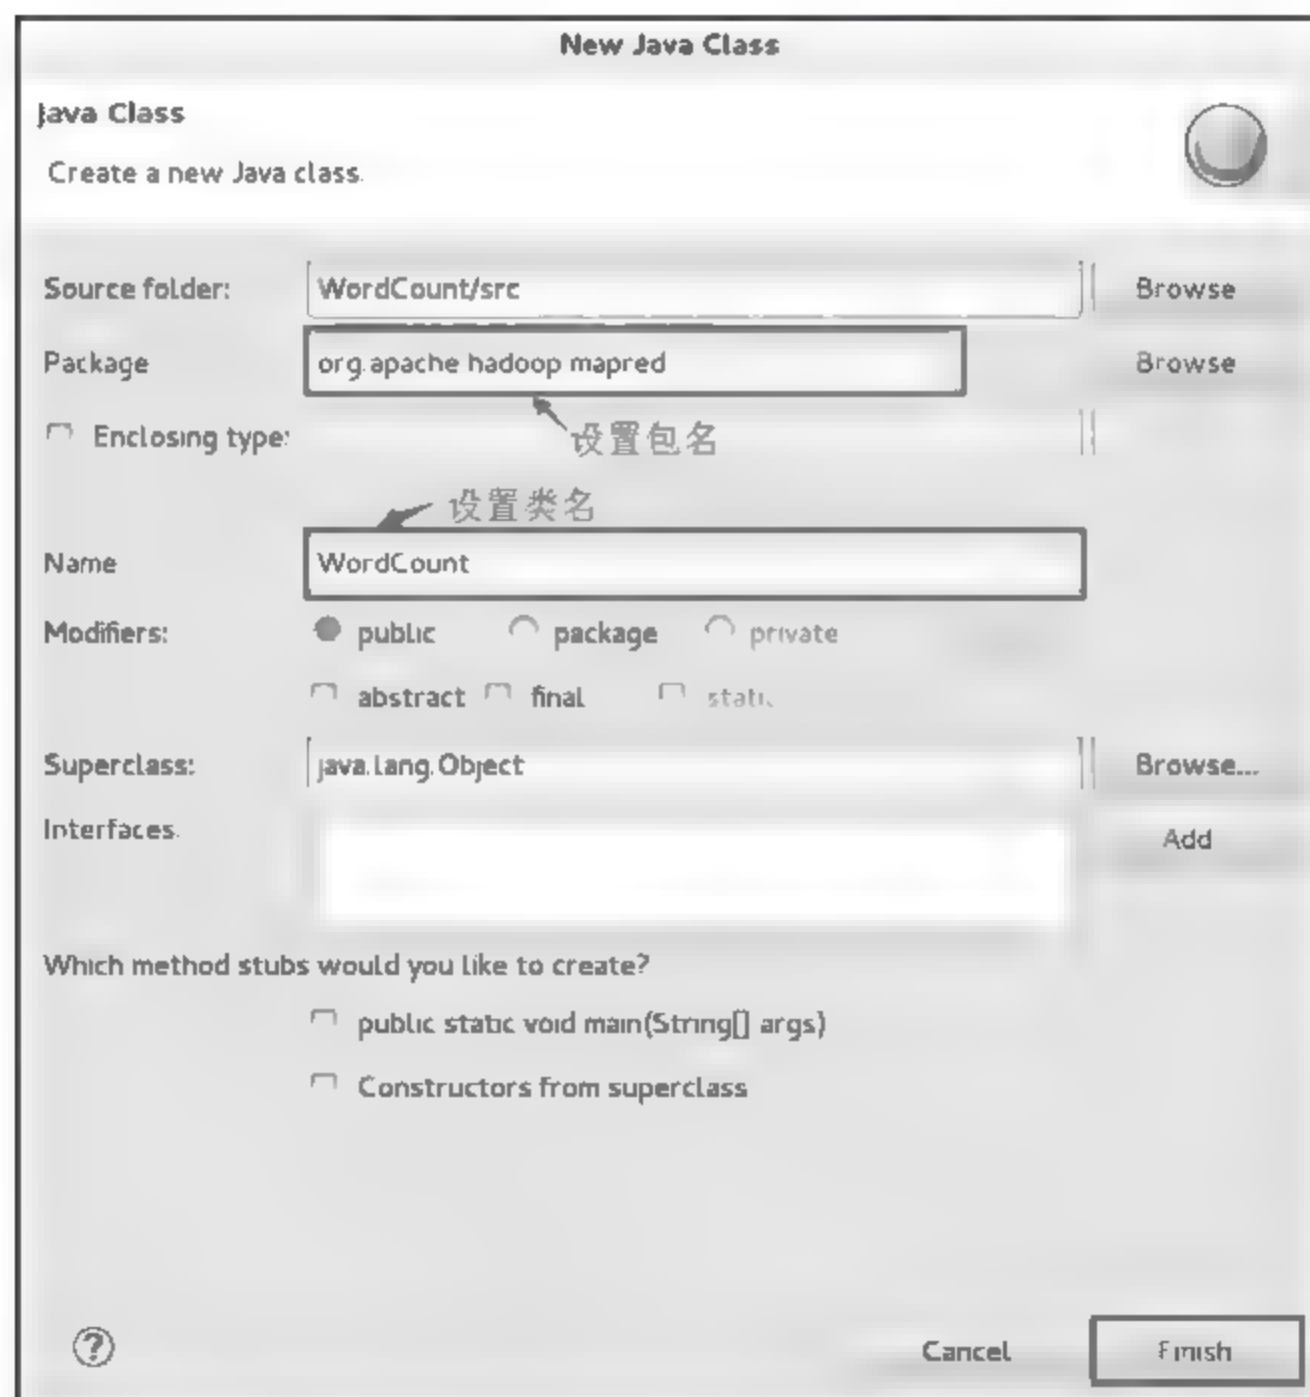 New Java Class
Java Class
Create a new Java class.
Source folder: WordCount/src Browse
Package org.apache hadoop mapred Browse
Enclosing type:
设置包名
设置类名
Name WordCount
Modifiers: public package private
abstract final static
Superclass: java.lang.Object Browse...
Interfaces. Add
Which method stubs would you like to create?
public static void main(String[] args)
Constructors from superclass
? Cancel Finish